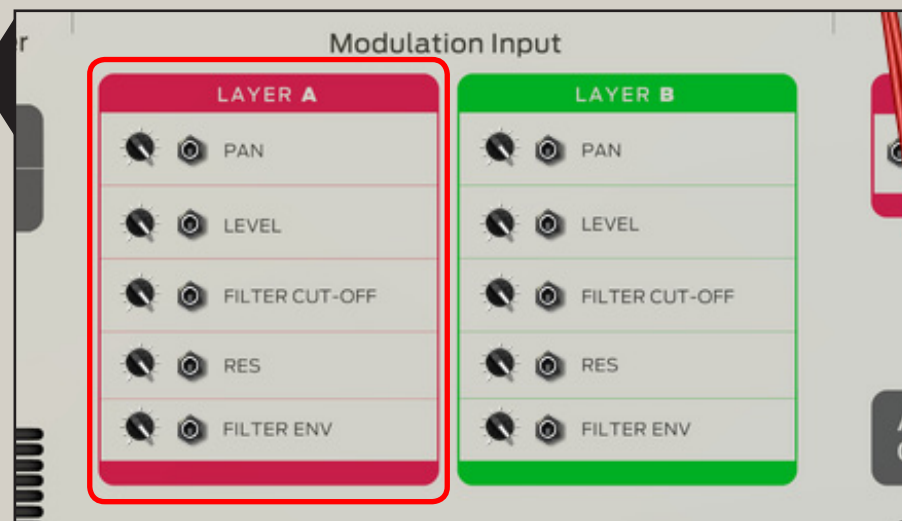 Modulation Input
LAYER A
PAN
LEVEL
FILTER CUT-OFF
RES
FILTER ENV
LAYER B
PAN
LEVEL
FILTER CUT-OFF
RES
FILTER ENV